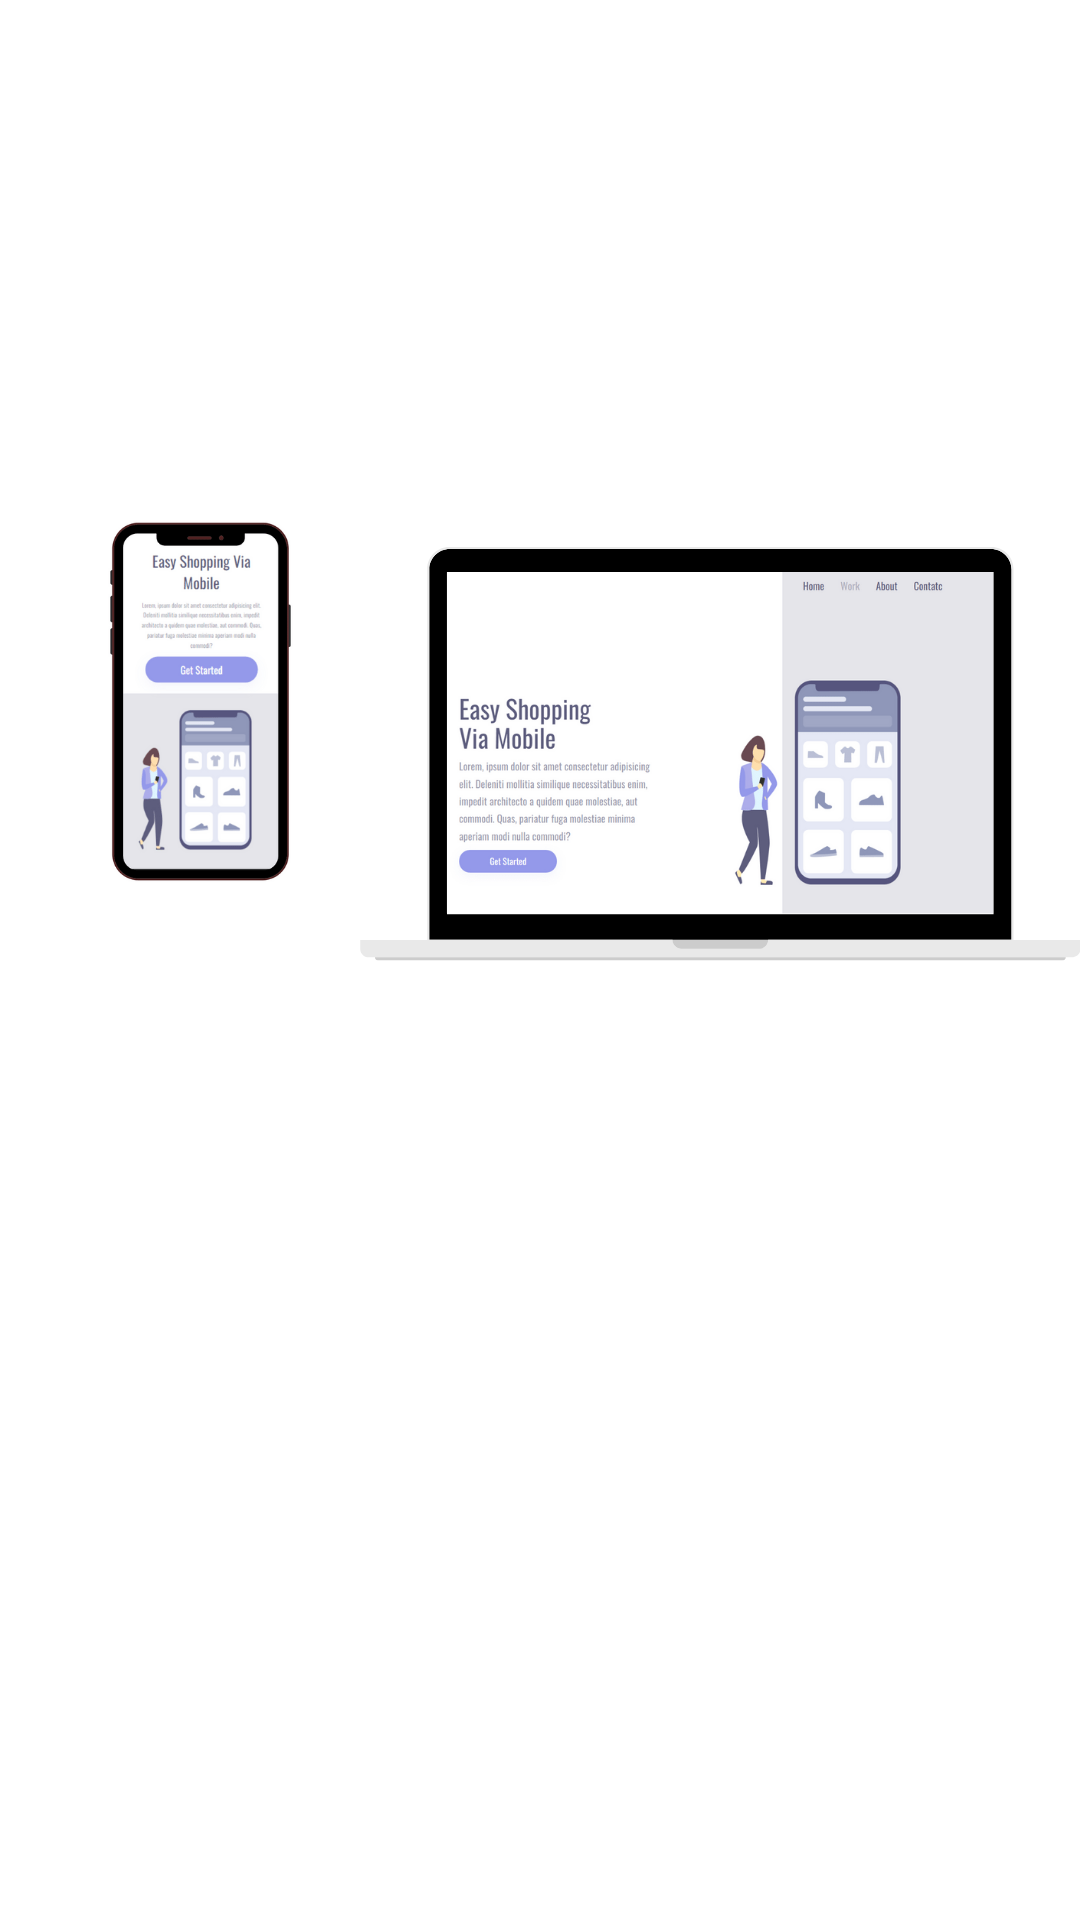 Easy Shopping Via
Mobile
Lorem, ipsum dolor sit amet consectetur adipisicing elit.
Deleniti mollitia similique necessitatibus enim, impedit
architecto a quidem quae molestiae, aut commodi. Quas,
pariatur fuga molestiae minima aperiam modi nulla
commodi?
Get Started
Home Work About Contatc
Easy Shopping
Via Mobile
Lorem, ipsum dolor sit amet consectetur adipisicing
elit. Deleniti mollitia similique necessitatibus enim,
impedit architecto a quidem quae molestiae, aut
commodi. Quas, pariatur fuga molestiae minima
aperiam modi nulla commodi?
Get Started